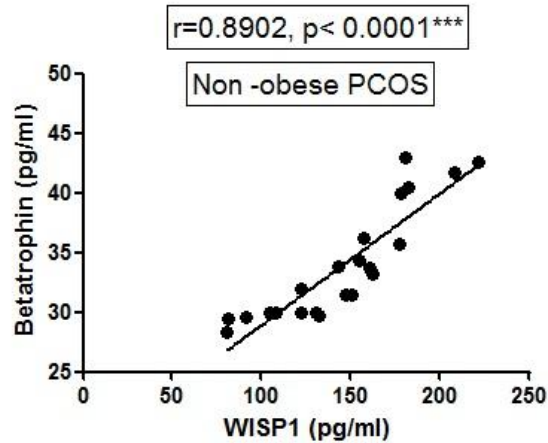 r=0.8902, p< 0.0001***
Non -obese PCOS
Betatrophin (pg/ml)
50
45
40
35
30
25
0 50 100 150 200 250
WISP1 (pg/ml)